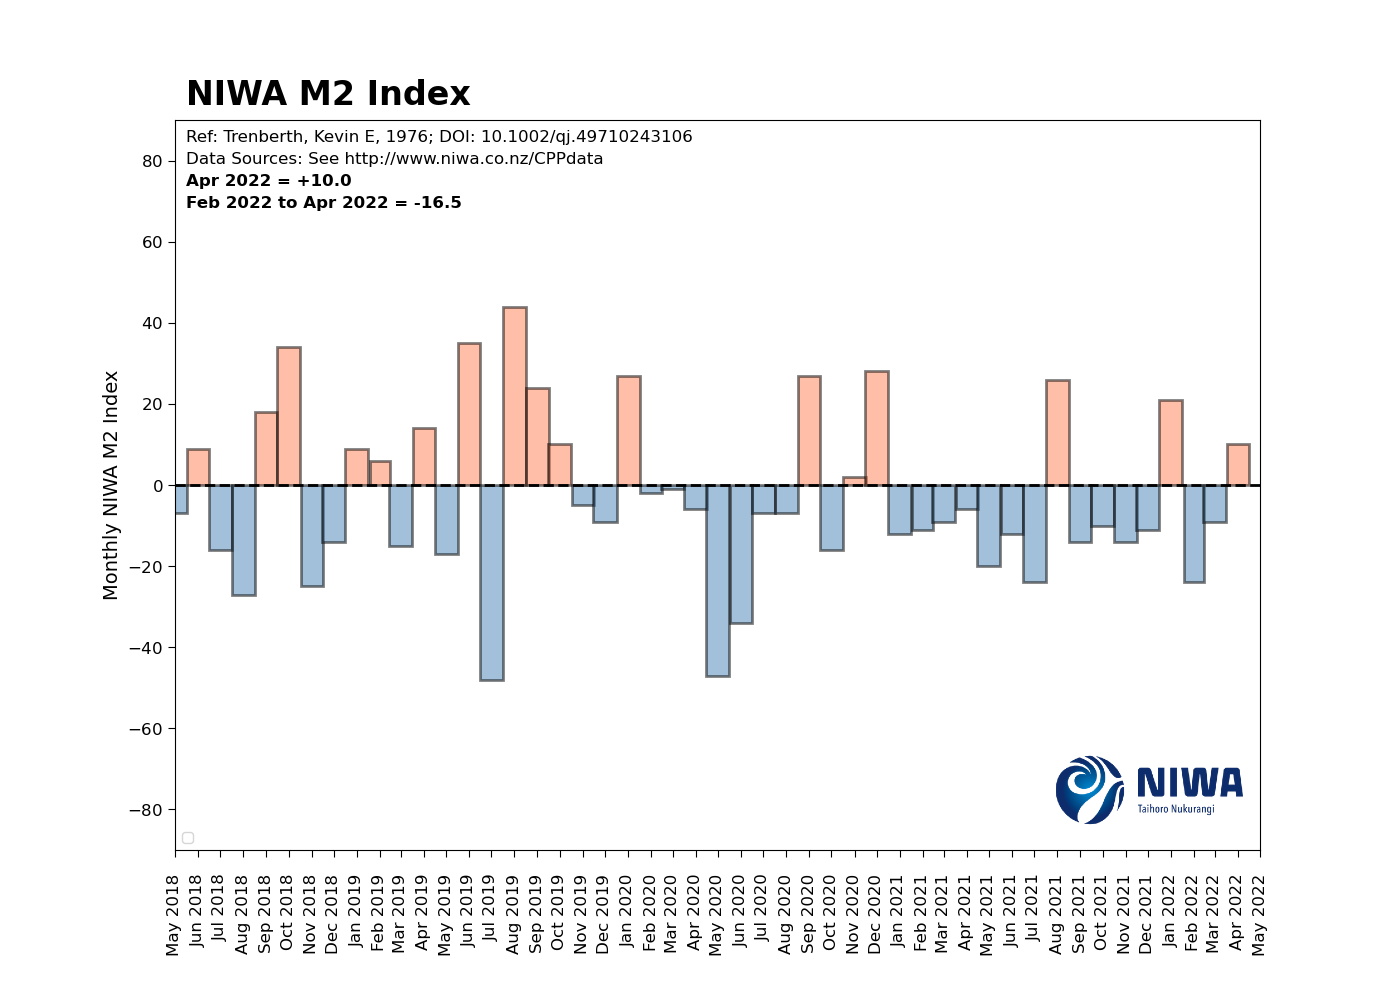 NIWA M2 Index
Ref: Trenberth, Kevin E, 1976; DOI: 10.1002/qj.49710243106
Data Sources: See http://www.niwa.co.nz/CPPdata
Apr 2022 = +10.0
Feb 2022 to Apr 2022 = -16.5
Monthly NIWA M2 Index
80
60
40
20
0
−20
−40
−60
−80
NIWA
Taihoro Nukurangi
May 2018
Jun 2018
Jul 2018
Aug 2018
Sep 2018
Oct 2018
Nov 2018
Dec 2018
Jan 2019
Feb 2019
Mar 2019
Apr 2019
May 2019
Jun 2019
Jul 2019
Aug 2019
Sep 2019
Oct 2019
Nov 2019
Dec 2019
Jan 2020
Feb 2020
Mar 2020
Apr 2020
May 2020
Jun 2020
Jul 2020
Aug 2020
Sep 2020
Oct 2020
Nov 2020
Dec 2020
Jan 2021
Feb 2021
Mar 2021
Apr 2021
May 2021
Jun 2021
Jul 2021
Aug 2021
Sep 2021
Oct 2021
Nov 2021
Dec 2021
Jan 2022
Feb 2022
Mar 2022
Apr 2022
May 2022